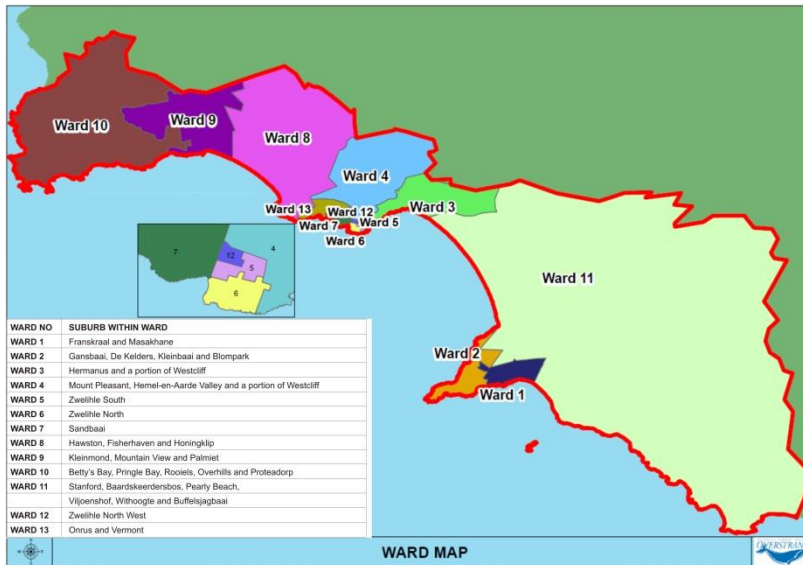 Ward 10
Ward 9
Ward 8
Ward 4
Ward 3
Ward 13
Ward 12
Ward 5
Ward 7
Ward 6
Ward 11
Ward 2
Ward 1
7
4
12
5
6
WARD NO SUBURB WITHIN WARD
WARD 1 Franskraal and Masakhane
WARD 2 Gansbaai, De Kelders, Kleinbaai and Blompark
WARD 3 Hermanus and a portion of Westcliff
WARD 4 Mount Pleasant, Hemel-en-Aarde Valley and a portion of Westcliff
WARD 5 Zwelihle South
WARD 6 Zwelihle North
WARD 7 Sandbaai
WARD 8 Hawston, Fisherhaven and Honingklip
WARD 9 Kleinmond, Mountain View and Palmiet
WARD 10 Betty's Bay, Pringle Bay, Rooiels, Overhills and Proteadorp
WARD 11 Stanford, Baardskeerdersbos, Pearly Beach,
Viljoenshof, Withoogte and Buffelsjagbaai
WARD 12 Zwelihle North West
WARD 13 Onrus and Vermont
WARD MAP